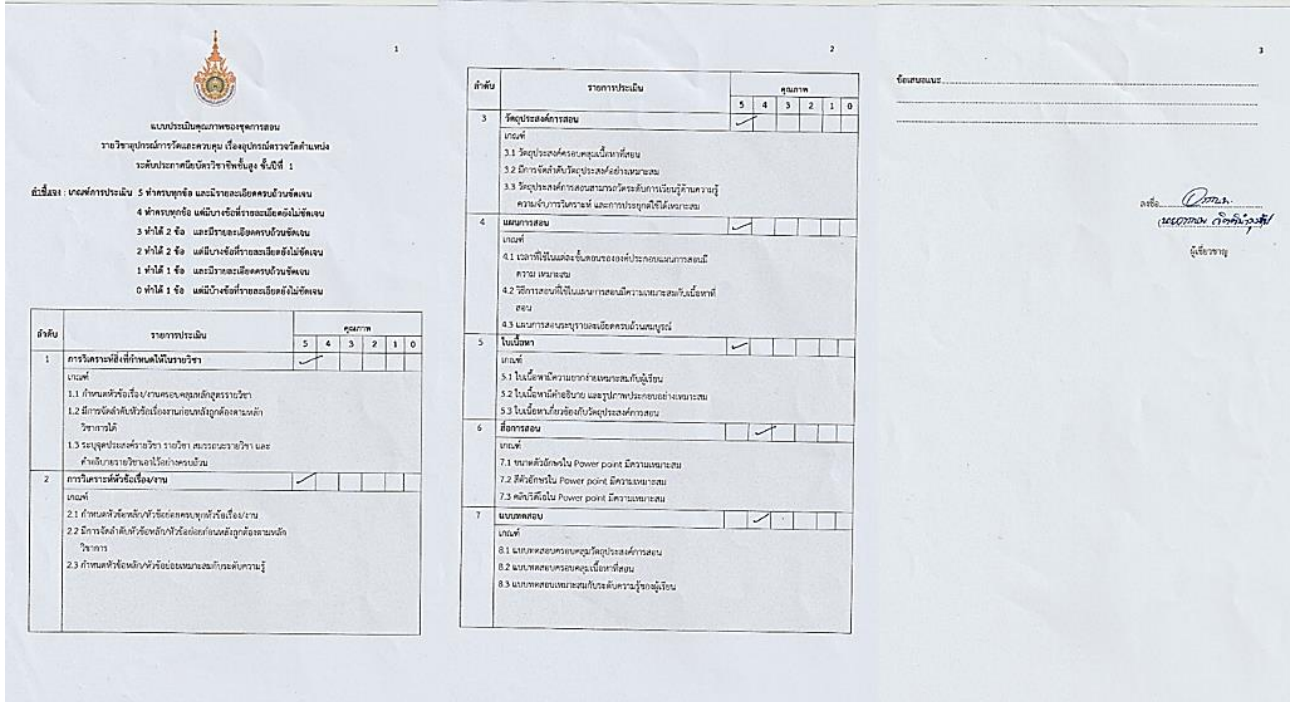 1
แบบประเมินคุณภาพของชุดการสอน
รายวิชาอุปกรณ์การวัดและควบคุม เรื่องอุปกรณ์ตรวจวัดตำแหน่ง
ระดับประกาศนียบัตรวิชาชีพชั้นสูง ชั้นปีที่ 1
คำชี้แจง : เกณฑ์การประเมิน 5 ทำครบทุกข้อ และมีรายละเอียดครบถ้วนชัดเจน
4 ทำครบทุกข้อ แต่มีบางข้อที่รายละเอียดยังไม่ชัดเจน
3 ทำได้ 2 ข้อ และมีรายละเอียดครบถ้วนชัดเจน
2 ทำได้ 2 ข้อ แต่มีบางข้อที่รายละเอียดยังไม่ชัดเจน
1 ทำได้ 1 ข้อ และมีรายละเอียดครบถ้วนชัดเจน
0 ทำได้ 1 ข้อ แต่มีบ้างข้อที่รายละเอียดยังไม่ชัดเจน
ลำดับ รายการประเมิน คุณภาพ
5 4 3 2 1 0
1 การวิเคราะห์สิ่งที่กำหนดให้ในรายวิชา
เกณฑ์
1.1 กำหนดหัวข้อเรื่อง/งานครอบคลุมหลักสูตรรายวิชา
1.2 มีการจัดลำดับหัวข้อเรื่องงานก่อนหลังถูกต้องตามหลัก
วิชาการได้
1.3 ระบุจุดประสงค์รายวิชา รายวิชา สมรรถนะรายวิชา และ
คำอธิบายรายวิชาเอาไว้อย่างครบถ้วน
2 การวิเคราะห์หัวข้อเรื่อง/งาน
เกณฑ์
2.1 กำหนดหัวข้อหลัก/หัวข้อย่อยครบทุกหัวข้อเรื่อง/งาน
2.2 มีการจัดลำดับหัวข้อหลัก/หัวข้อย่อยก่อนหลังถูกต้องตามหลัก
วิชาการ
2.3 กำหนดหัวข้อหลัก/หัวข้อย่อยเหมาะสมกับระดับความรู้
2
ลำดับ รายการประเมิน คุณภาพ
5 4 3 2 1 0
3 วัตถุประสงค์การสอน
เกณฑ์
3.1 วัตถุประสงค์ครอบคลุมเนื้อหาที่สอน
3.2 มีการจัดลำดับวัตถุประสงค์อย่างเหมาะสม
3.3 วัตถุประสงค์การสอนสามารถวัดระดับการเรียนรู้ด้านความรู้
ความจำ,การวิเคราะห์ และการประยุกต์ใช้ได้เหมาะสม
4 แผนการสอน
เกณฑ์
4.1 เวลาที่ใช้ในแต่ละขั้นตอนขององค์ประกอบแผนการสอนมี
ความ เหมาะสม
4.2 วิธีการสอนที่ใช้ในแผนการสอนมีความเหมาะสมกับเนื้อหาที่
สอน
4.3 แผนการสอนระบุรายละเอียดครบถ้วนสมบูรณ์
5 ใบเนื้อหา
เกณฑ์
5.1 ใบเนื้อหามีความยากง่ายเหมาะสมกับผู้เรียน
5.2 ใบเนื้อหามีคำอธิบาย และรูปภาพประกอบอย่างเหมาะสม
5.3 ใบเนื้อหาเกี่ยวข้องกับวัตถุประสงค์การสอน
6 สื่อการสอน
เกณฑ์
7.1 ขนาดตัวอักษรใน Power point มีความเหมาะสม
7.2 สีตัวอักษรใน Power point มีความเหมาะสม
7.3 คลิปวิดีโอใน Power point มีความเหมาะสม
7 แบบทดสอบ
เกณฑ์
8.1 แบบทดสอบครอบคลุมวัตถุประสงค์การสอน
8.2 แบบทดสอบครอบคลุมเนื้อหาที่สอน
8.3 แบบทดสอบเหมาะสมกับระดับความรู้ของผู้เรียน
3
ข้อเสนอแนะ
ลงชื่อ
ผู้เชี่ยวชาญ